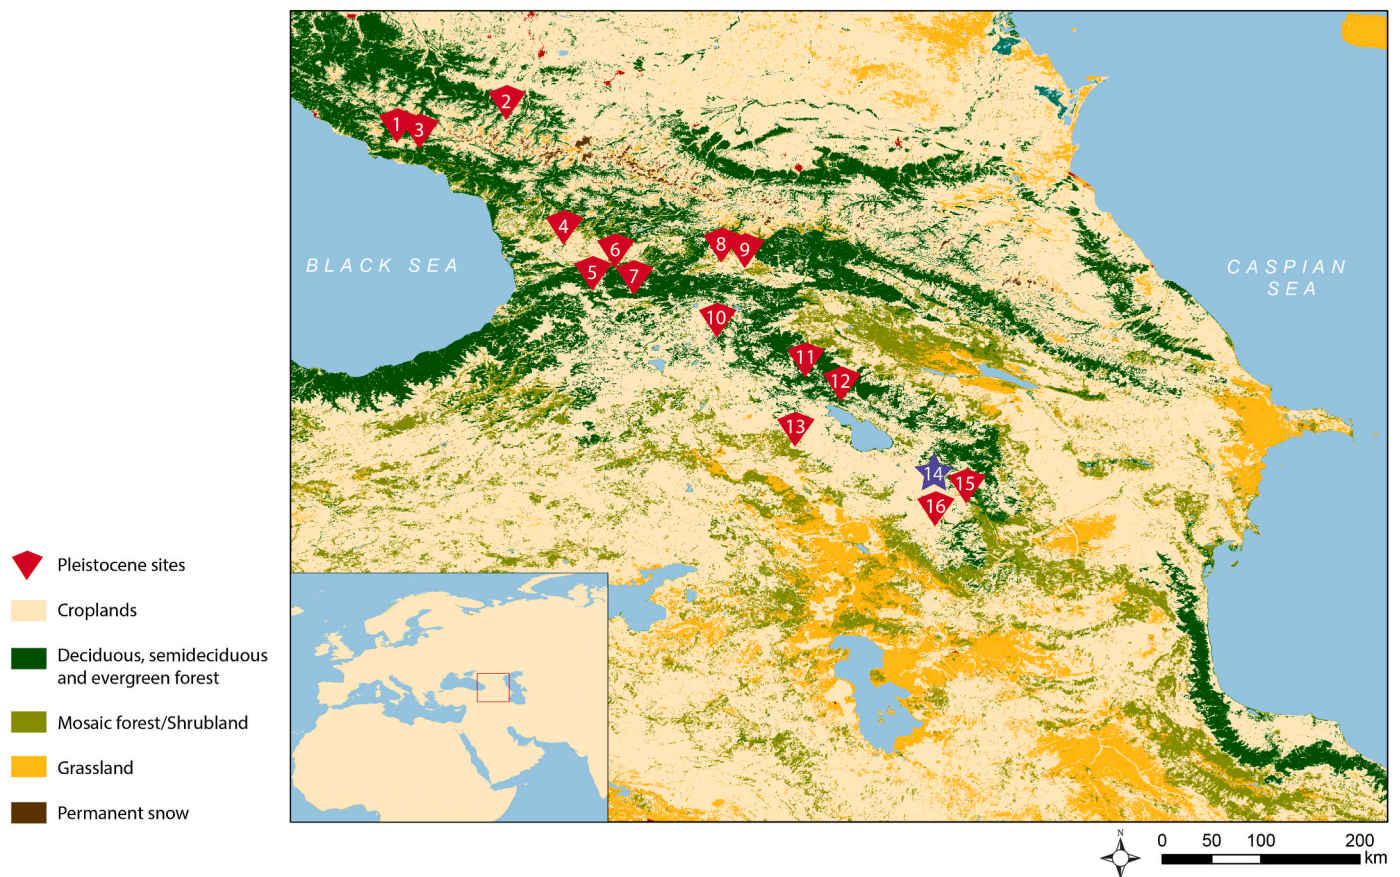 2
1
3
4
6
8
9
5
7
10
11
12
13
14
15
16
BLACK SEA
CASPIAN
SEA
Pleistocene sites
Croplands
Deciduous, semideciduous
and evergreen forest
Mosaic forest/Shrubland
Grassland
Permanent snow
N
0 50 100 200
km